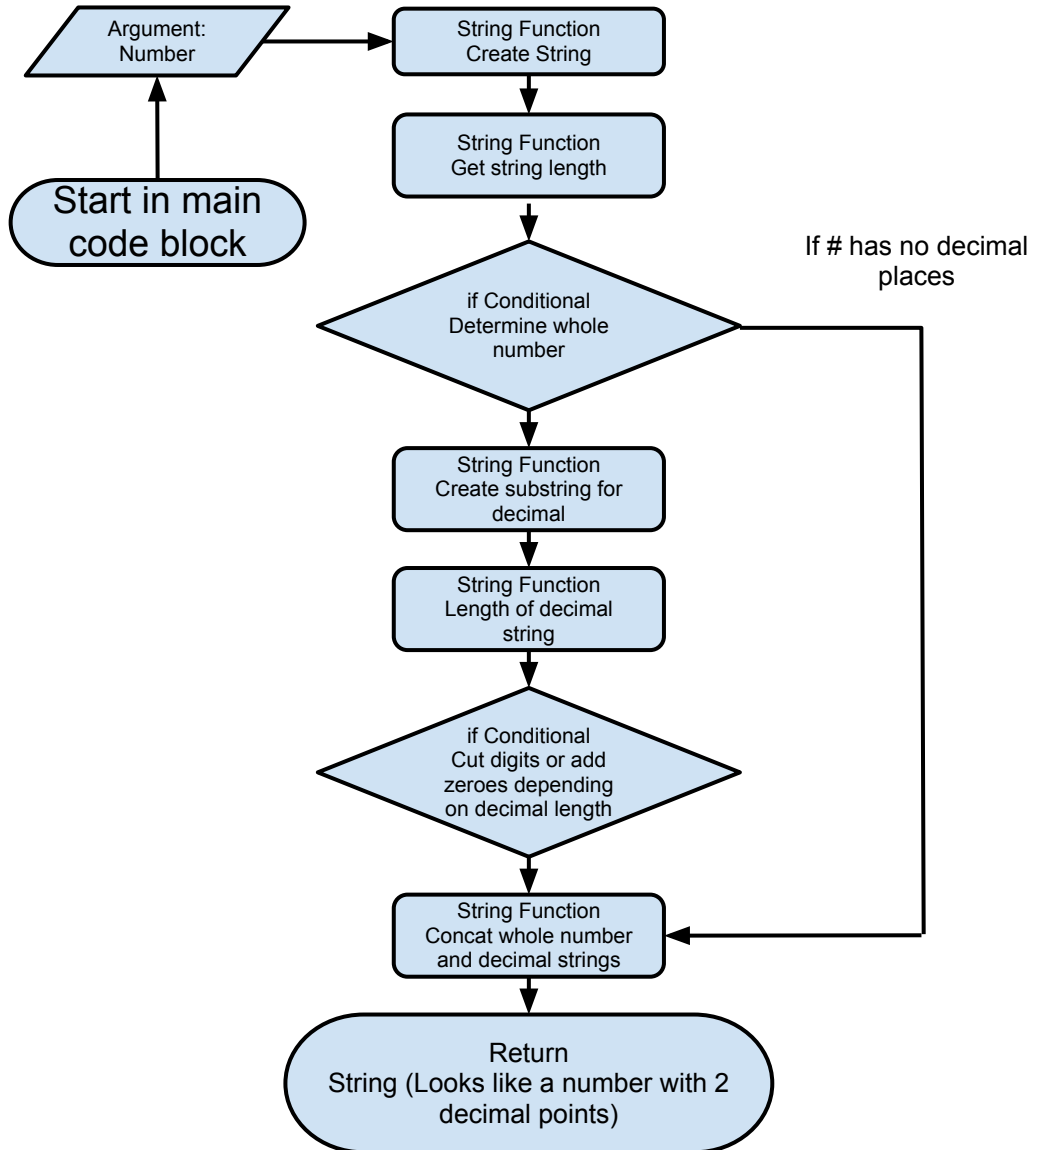 Argument:
Number
String Function
Create String
String Function
Get string length
Start in main
code block
If # has no decimal
places
if Conditional
Determine whole
number
String Function
Create substring for
decimal
String Function
Length of decimal
string
if Conditional
Cut digits or add
zeroes depending
on decimal length
String Function
Concat whole number
and decimal strings
Return
String (Looks like a number with 2
decimal points)